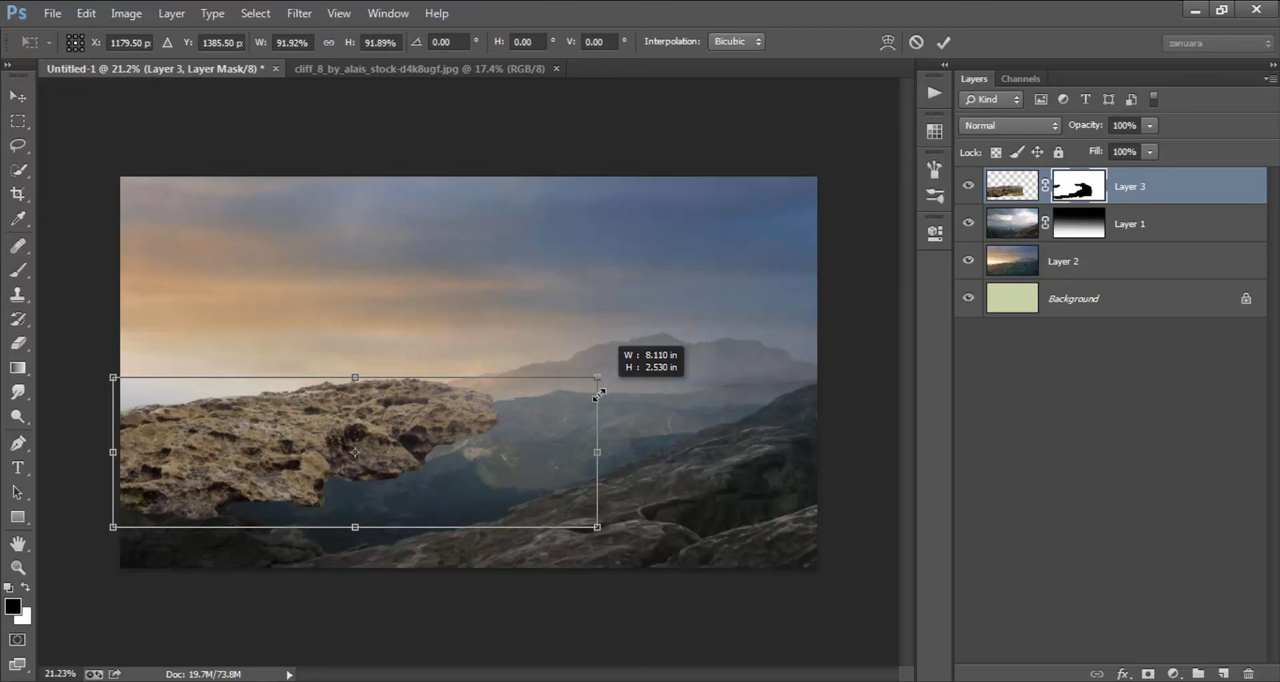 Ps File Edit Image Layer Type Select Filter View Window Help
X: 1179.50 p: Y: 1385.50 p: W: 91.92% H: 91.89% 0.00 ° H: 0.00 ° V: 0.00 ° Interpolation: Bicubic zanuara
Untitled-1 @ 21.2% (Layer 3, Layer Mask/8) * × cliff_8_by_alais_stock-d4k8ugf.jpg @ 17.4% (RGB/8) ×
Layers Channels
Kind
Normal Opacity: 100%
Lock: Fill: 100%
Layer 3
Layer 1
Layer 2
Background
W : 8.110 in
H : 2.530 in
21.23% Doc: 19.7M/73.8M